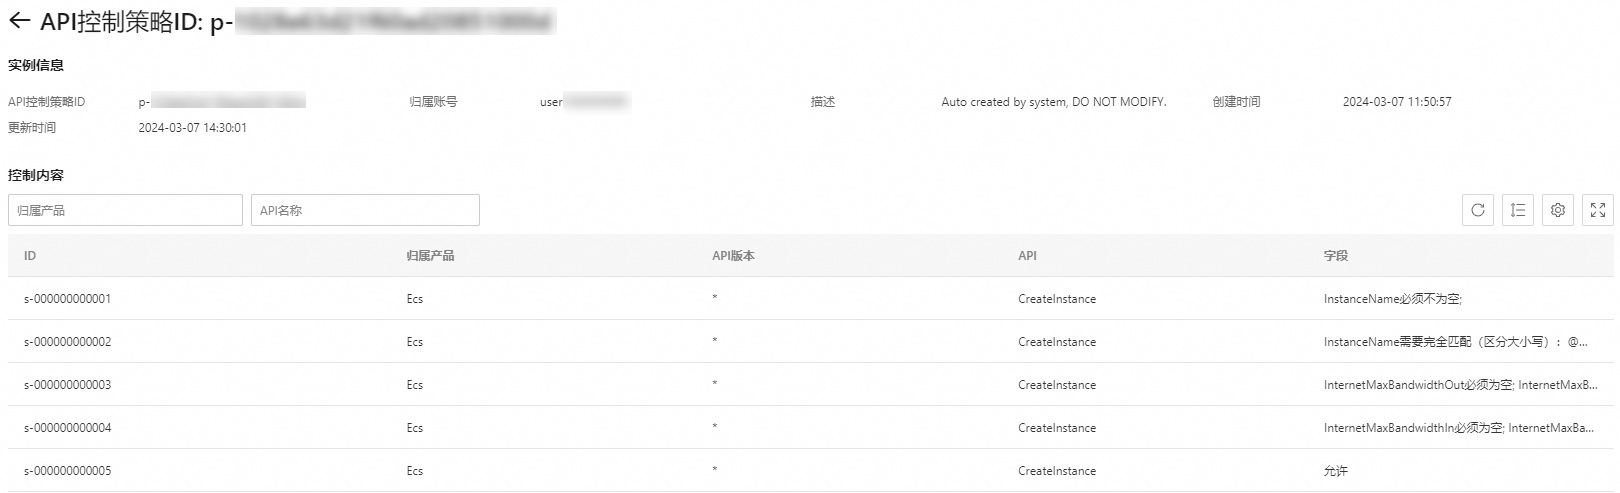 API控制策略ID: p-
实例信息
API控制策略ID p- 归属账号 user 描述 Auto created by system, DO NOT MODIFY. 创建时间 2024-03-07 11:50:57
更新时间 2024-03-07 14:30:01
控制内容
归属产品 API名称
ID 归属产品 API版本 API 字段
s-000000000001 Ecs * CreateInstance InstanceName必须不为空;
s-000000000002 Ecs * CreateInstance InstanceName需要完全匹配（区分大小写）：@...
s-000000000003 Ecs * CreateInstance InternetMaxBandwidthOut必须为空; InternetMaxB...
s-000000000004 Ecs * CreateInstance InternetMaxBandwidthIn必须为空; InternetMaxBa...
s-000000000005 Ecs * CreateInstance 允许